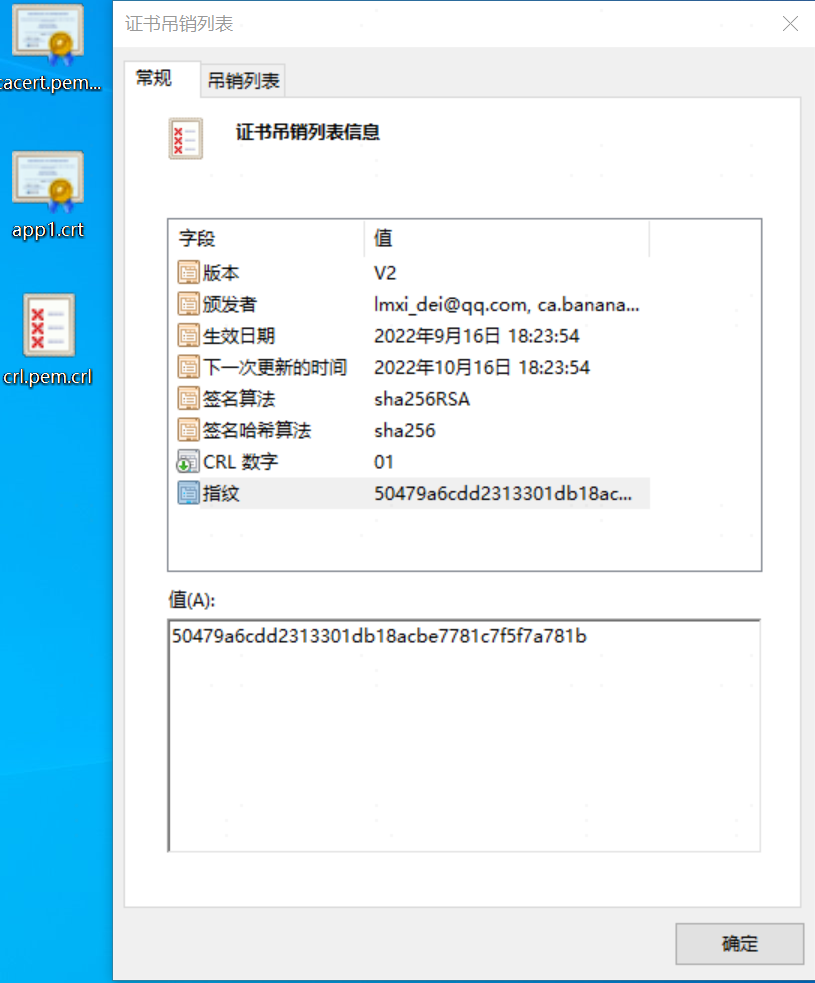 cacert.pem...
app1.crt
crl.pem.crl
证书吊销列表
常规 吊销列表
证书吊销列表信息
字段 值
版本 V2
颁发者 lmxi_dei@qq.com, ca.banana...
生效日期 2022年9月16日 18:23:54
下一次更新的时间 2022年10月16日 18:23:54
签名算法 sha256RSA
签名哈希算法 sha256
CRL 数字 01
指纹 50479a6cdd2313301db18ac...
值(A):
50479a6cdd2313301db18acbe7781c7f5f7a781b
确定